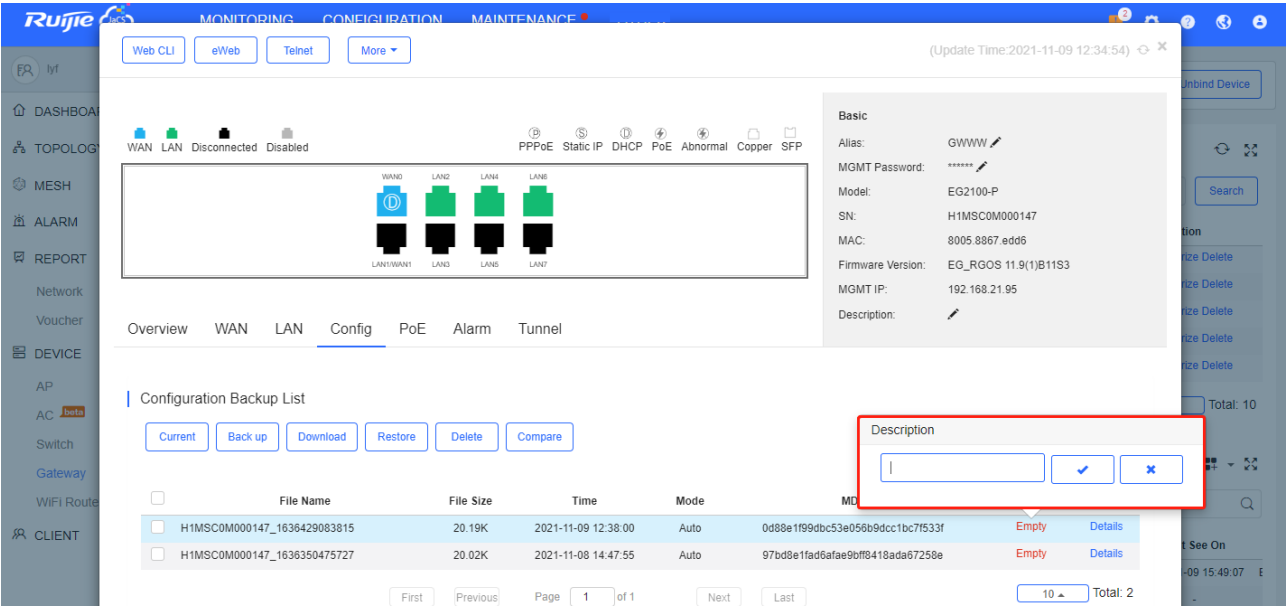 Ruijie JaCS MONITORING CONFIGURATION MAINTENANCE 2
Web CLI eWeb Telnet More (Update Time:2021-11-09 12:34:54)
lyf
Unbind Device
DASHBOA
TOPOLOG
MESH
ALARM
REPORT
Network
Voucher
DEVICE
AP
AC beta
Switch
Gateway
WiFi Route
CLIENT
WAN LAN Disconnected Disabled
PPPoE Static IP DHCP PoE Abnormal Copper SFP
WAN0 LAN2 LAN4 LAN6
LAN1/WAN1 LAN3 LAN5 LAN7
Basic
Alias: GWWW
MGMT Password: ******
Model: EG2100-P
SN: H1MSC0M000147
MAC: 8005.8867.edd6
Firmware Version: EG_RGOS 11.9(1)B11S3
MGMT IP: 192.168.21.95
Description:
Search
tion
rize Delete
rize Delete
rize Delete
rize Delete
rize Delete
Total: 10
Overview WAN LAN Config PoE Alarm Tunnel
Configuration Backup List
Current Back up Download Restore Delete Compare
Description
File Name File Size Time Mode MD
H1MSC0M000147_1636429083815 20.19K 2021-11-09 12:38:00 Auto 0d88e1f99dbc53e056b9dcc1bc7f533f Empty Details
H1MSC0M000147_1636350475727 20.02K 2021-11-08 14:47:55 Auto 97bd8e1fad6afae9bff8418ada67258e Empty Details
First Previous Page 1 of 1 Next Last 10 Total: 2
t See On
-09 15:49:07 E